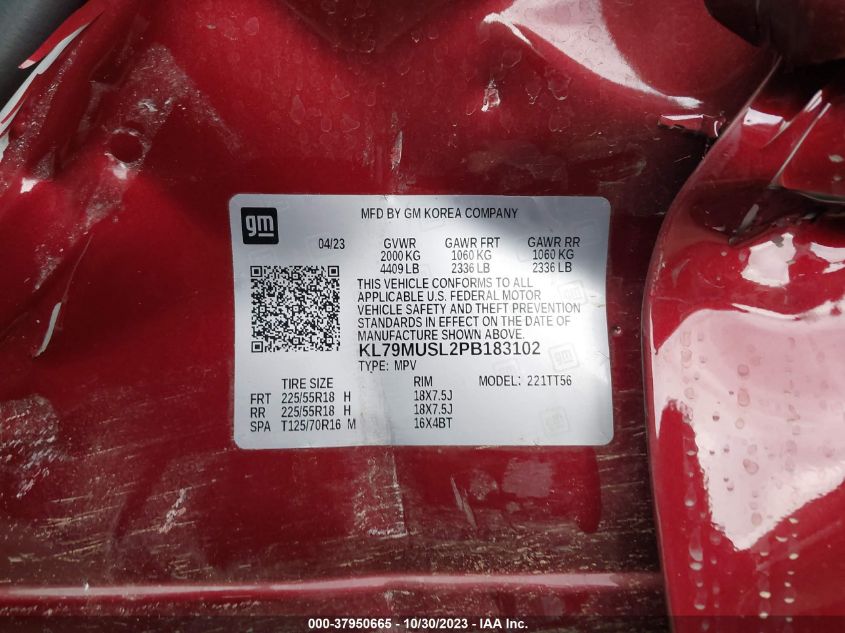 gm
MFD BY GM KOREA COMPANY
04/23 GVWR GAWR FRT GAWR RR
2000 KG 1060 KG 1060 KG
4409 LB 2336 LB 2336 LB
THIS VEHICLE CONFORMS TO ALL
APPLICABLE U.S. FEDERAL MOTOR
VEHICLE SAFETY AND THEFT PREVENTION
STANDARDS IN EFFECT ON THE DATE OF
MANUFACTURE SHOWN ABOVE.
KL79MUSL2PB183102
TYPE: MPV
TIRE SIZE RIM MODEL: 221TT56
FRT 225/55R18 H 18X7.5J
RR 225/55R18 H 18X7.5J
SPA T125/70R16 M 16X4BT
000-37950665 - 10/30/2023 - IAA Inc.